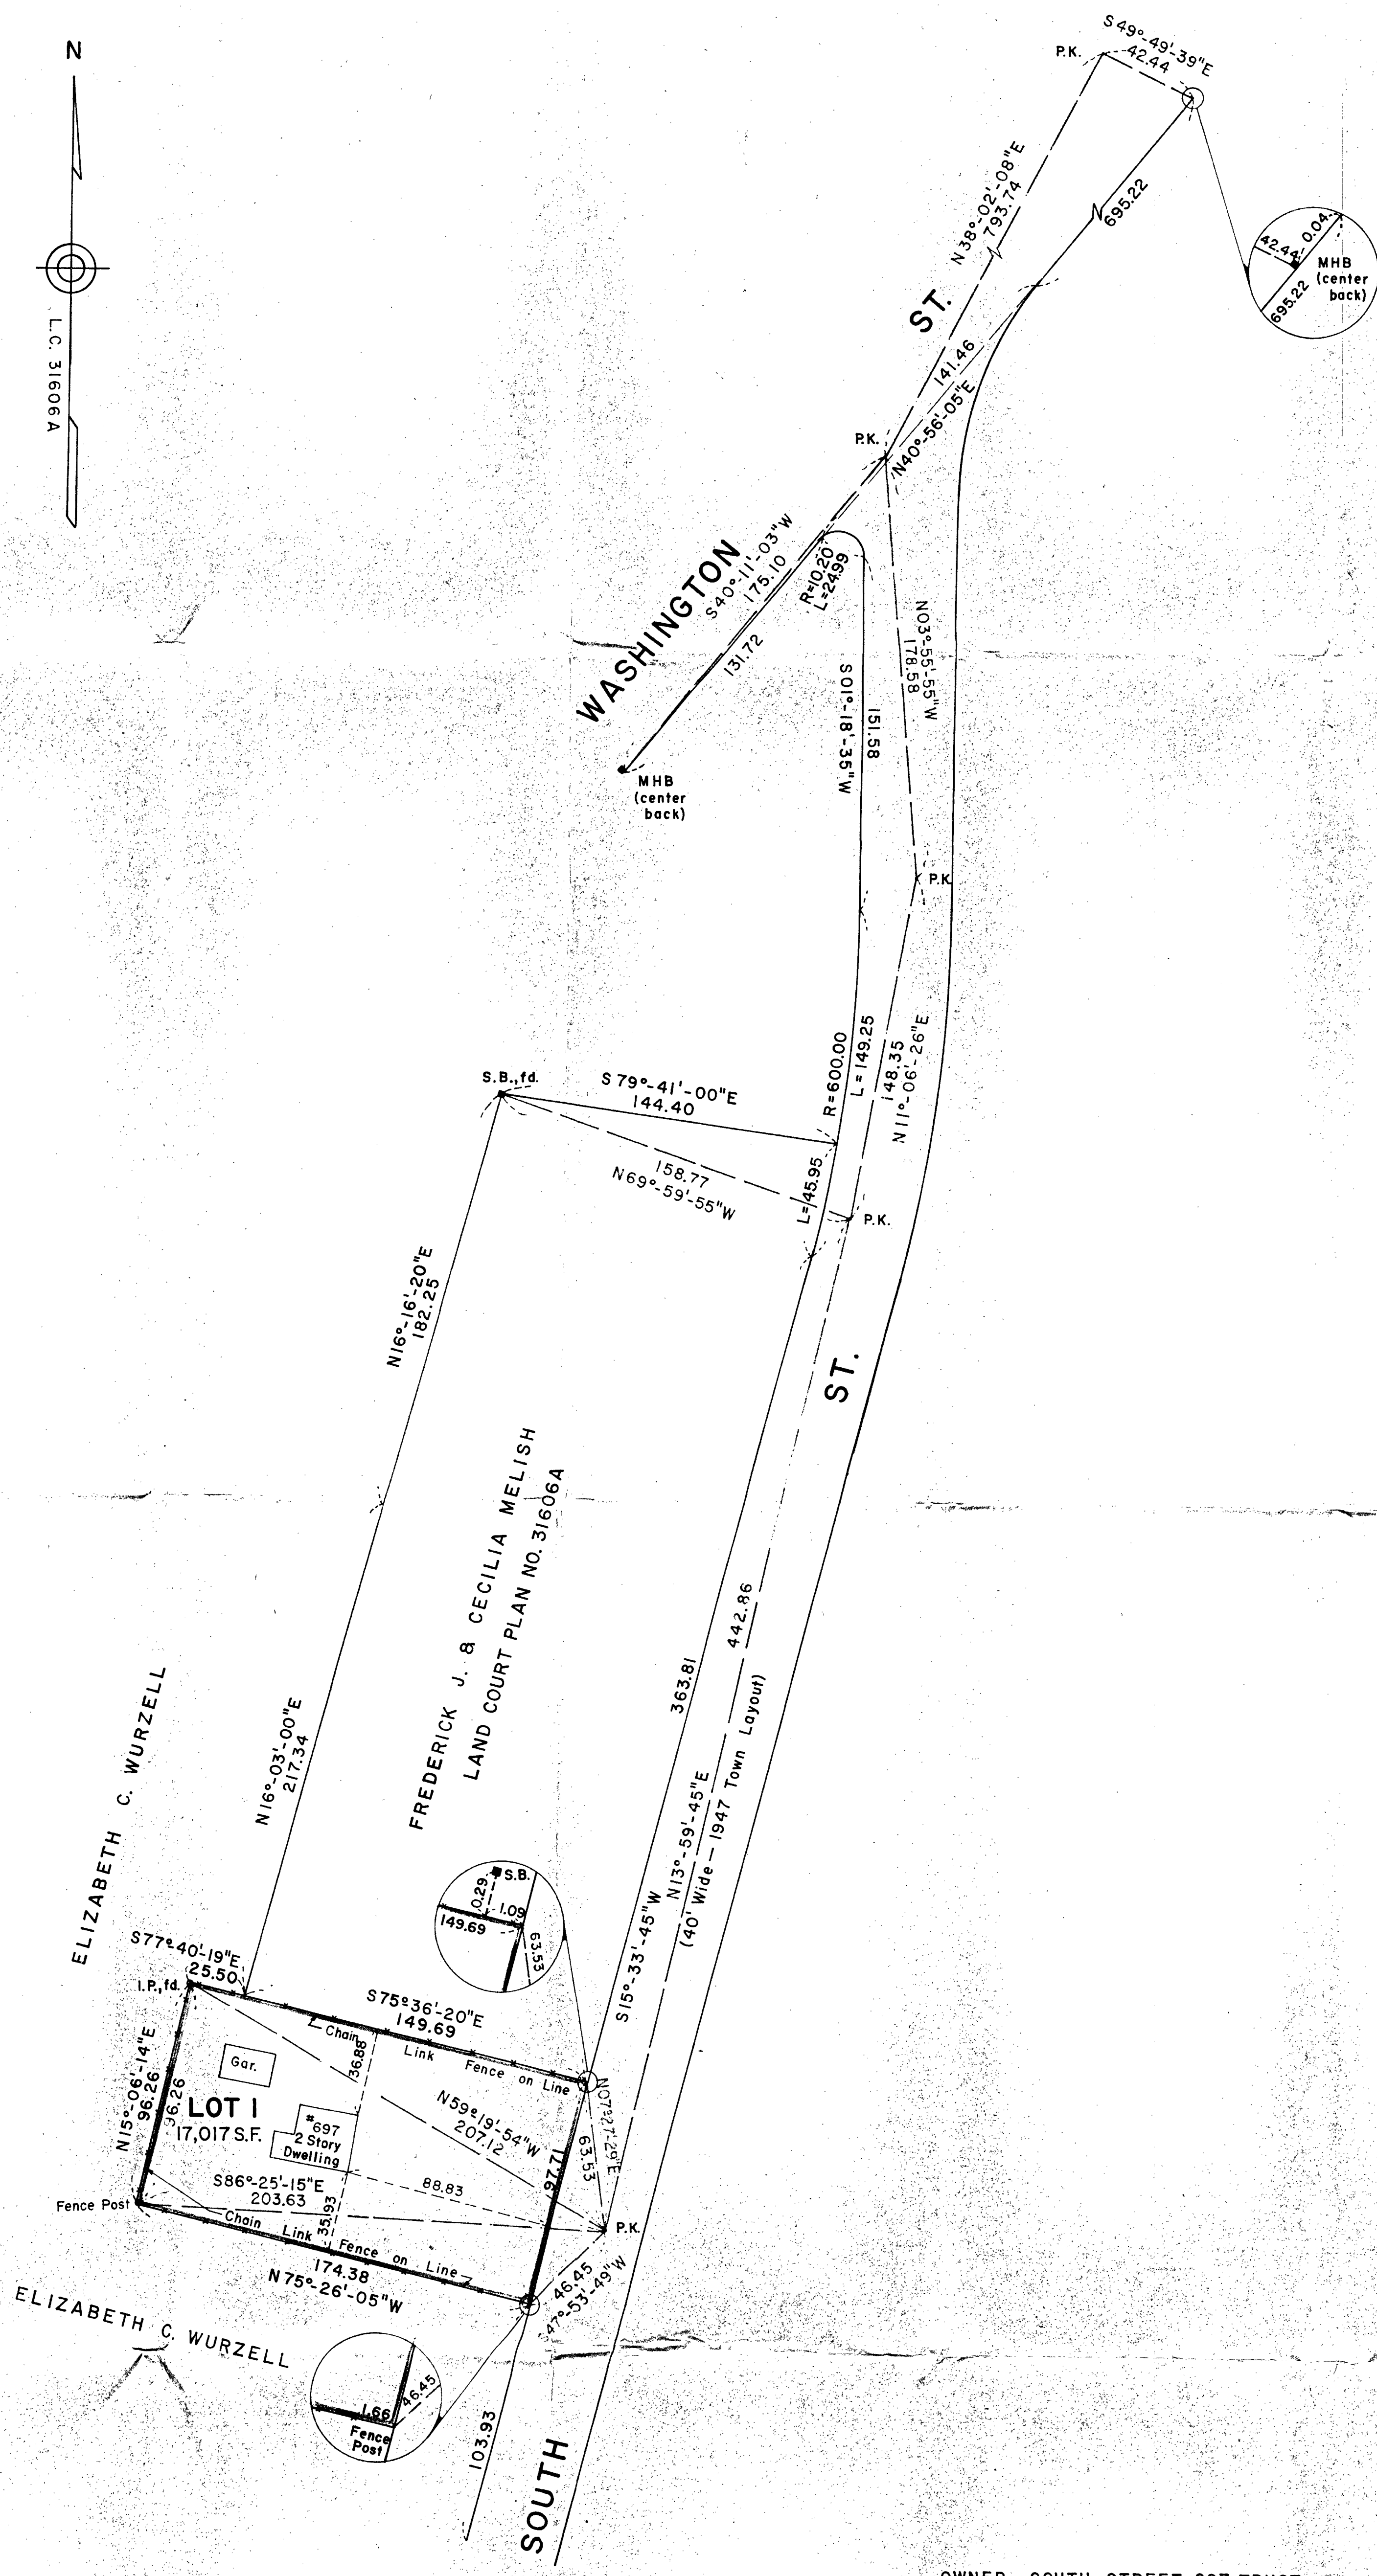 N
L.C. 31606 A
S 49°-49'-39"E
42.44
P.K.
N 38°-02'-08"E
793.74
695.22
42.44
0.04
MHB
(center
back)
695.22
ST.
141.46
N40°-56'-05"E
P.K.
WASHINGTON
S 40°-11'-03"W
175.10
131.72
R=10.20
L=24.99
MHB
(center
back)
S 01°-18'-35"W
151.58
N03°-55'-55"W
178.58
P.K.
S.B., fd.
S 79°-41'-00"E
144.40
158.77
N69°-59'-55"W
R=600.00
L=149.25
148.35
N11°-06'-26"E
L=45.95
P.K.
N16°-16'-20"E
182.25
ST.
FREDERICK J. & CECILIA MELISH
LAND COURT PLAN NO. 31606A
363.81
442.86
S15°-33'-45"W
N13°-59'-45"E
(40' Wide — 1947 Town Layout)
N16°-03'-00"E
217.34
ELIZABETH C. WURZELL
S.B.
0.29
1.09
149.69
63.53
S77°-40'-19"E
25.50
I.P., fd.
S75°36'-20"E
149.69
Chain Link Fence on Line
36.88
Gar.
N15°-06'-14"E
96.26
96.26
LOT 1
17,017 S.F.
#697
2 Story
Dwelling
N59°19'-54"W
207.12
N07°-27'-29"E
63.53
97.71
88.83
S86°-25'-15"E
203.63
35.93
Fence Post
Chain Link Fence on Line
174.38
N 75°-26'-05"W
P.K.
46.45
S47°-53'-49"W
ELIZABETH C. WURZELL
1.66
46.45
Fence
Post
103.93
SOUTH